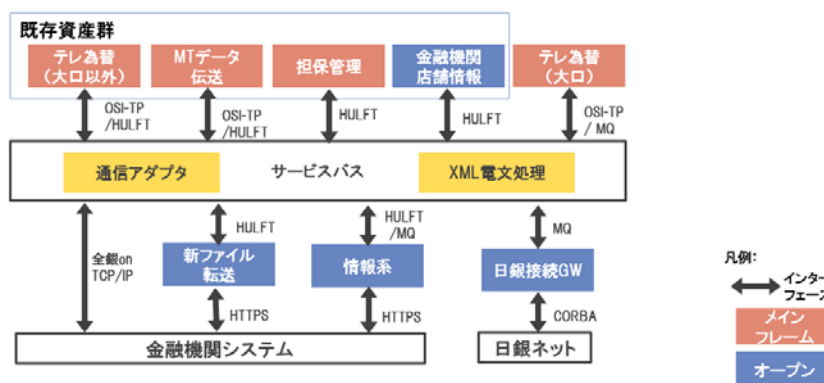 既存資産群
テレ為替
（大口以外）
MTデータ
伝送
担保管理
金融機関
店舗情報
テレ為替
（大口）
OSI-TP
/HULFT
OSI-TP
/HULFT
HULFT
HULFT
OSI-TP
/ MQ
通信アダプタ
サービスバス
XML電文処理
全銀on
TCP/IP
HULFT
HULFT
/MQ
MQ
新ファイル
転送
情報系
日銀接続GW
HTTPS
HTTPS
CORBA
金融機関システム
日銀ネット
凡例:
インター
フェース
メイン
フレーム
オープン